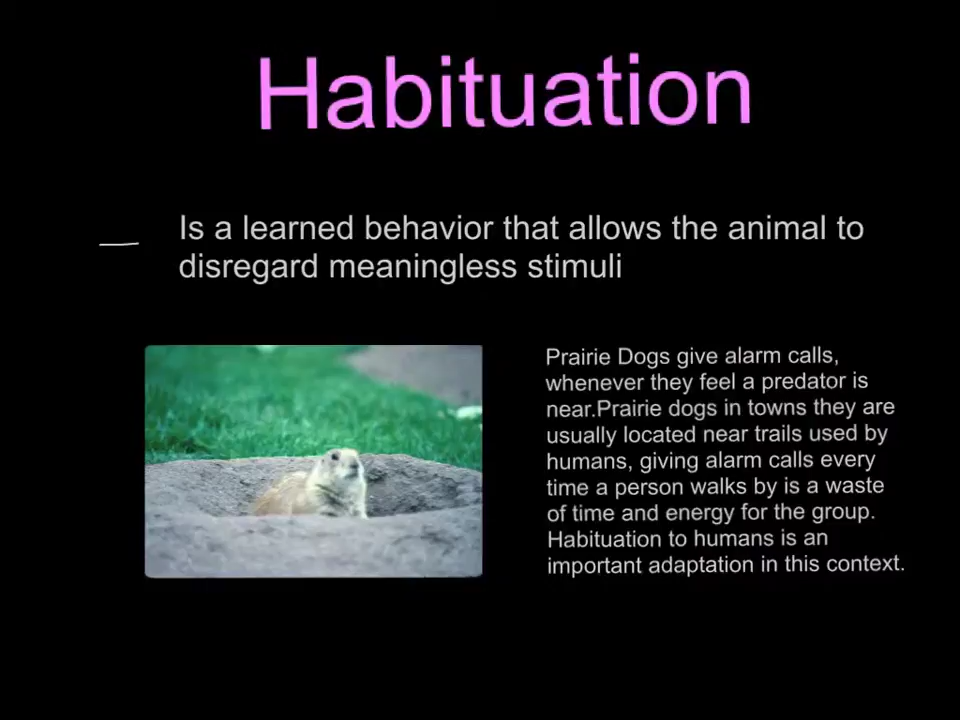 Habituation
Is a learned behavior that allows the animal to
disregard meaningless stimuli
Prairie Dogs give alarm calls,
whenever they feel a predator is
near.Prairie dogs in towns they are
usually located near trails used by
humans, giving alarm calls every
time a person walks by is a waste
of time and energy for the group.
Habituation to humans is an
important adaptation in this context.